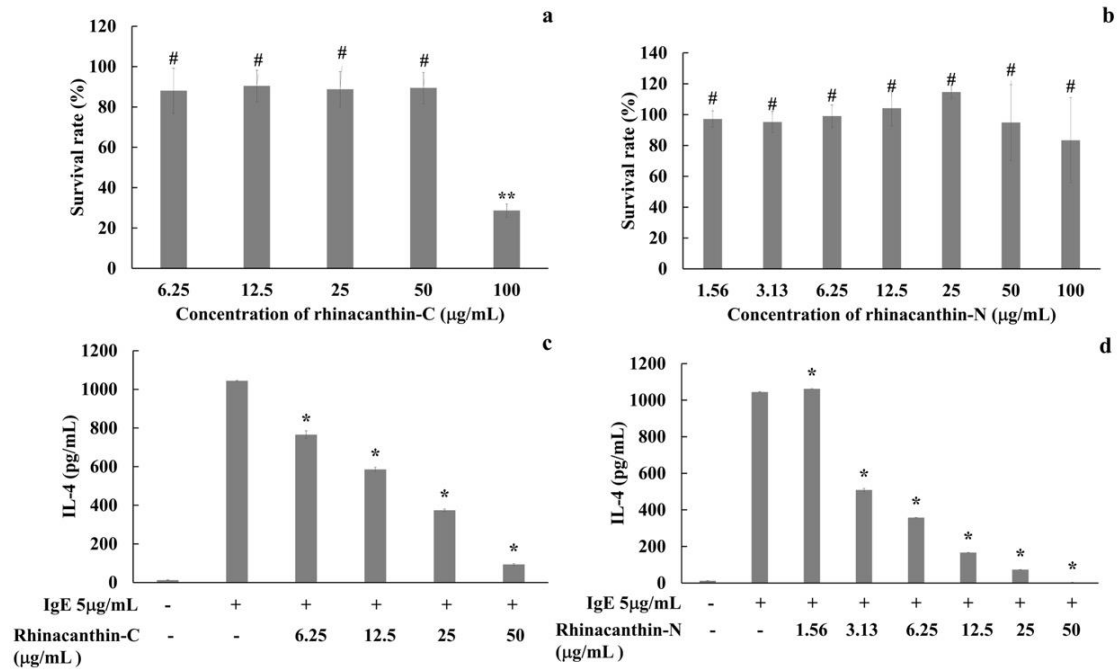 a
120
100
80
60
40
20
0
Survival rate (%)
# # # # **
6.25 12.5 25 50 100
Concentration of rhinacanthin-C (μg/mL)
b
140
120
100
80
60
40
20
0
Survival rate (%)
# # # # # # #
1.56 3.13 6.25 12.5 25 50 100
Concentration of rhinacanthin-N (μg/mL)
c
1200
1000
800
600
400
200
0
IL-4 (pg/mL)
* * * *
IgE 5μg/mL - + + + + +
Rhinacanthin-C - - 6.25 12.5 25 50
(μg/mL )
d
1200
1000
800
600
400
200
0
IL-4 (pg/mL)
* * * * * *
IgE 5μg/mL - + + + + + + +
Rhinacanthin-N - - 1.56 3.13 6.25 12.5 25 50
(μg/mL )